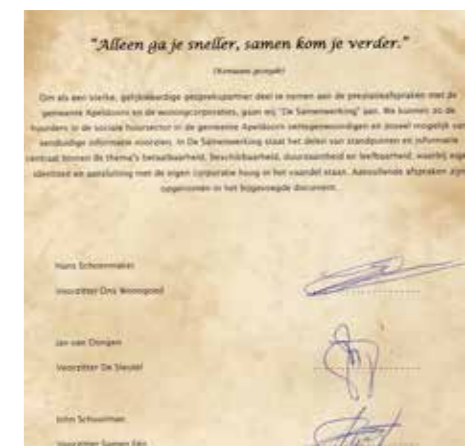 "Alleen ga je sneller, samen kom je verder."
Om als een sterke, gelijkwaardige gesprekspartner deel te nemen aan de prestatieafspraken met de
gemeente Apeldoorn en de woningcorporaties, gaan wij "De Samenwerking" aan. We kunnen zo de
huurders in de sociale huursector in de gemeente Apeldoorn vertegenwoordigen en zoveel mogelijk van
eenduidige informatie voorzien. In De Samenwerking staat het delen van standpunten en informatie
centraal binnen de thema's betaalbaarheid, beschikbaarheid, duurzaamheid en leefbaarheid, waarbij eigen
identiteit en aansluiting met de eigen corporatie hoog in het vaandel staan. Aanvullende afspraken zijn
opgenomen in het bijgevoegde document.
Hans Schoenmaker
Voorzitter Ons Woongoed
Jan van Dongen
Voorzitter De Sleutel
John Schuurman
Voorzitter Samen Eén